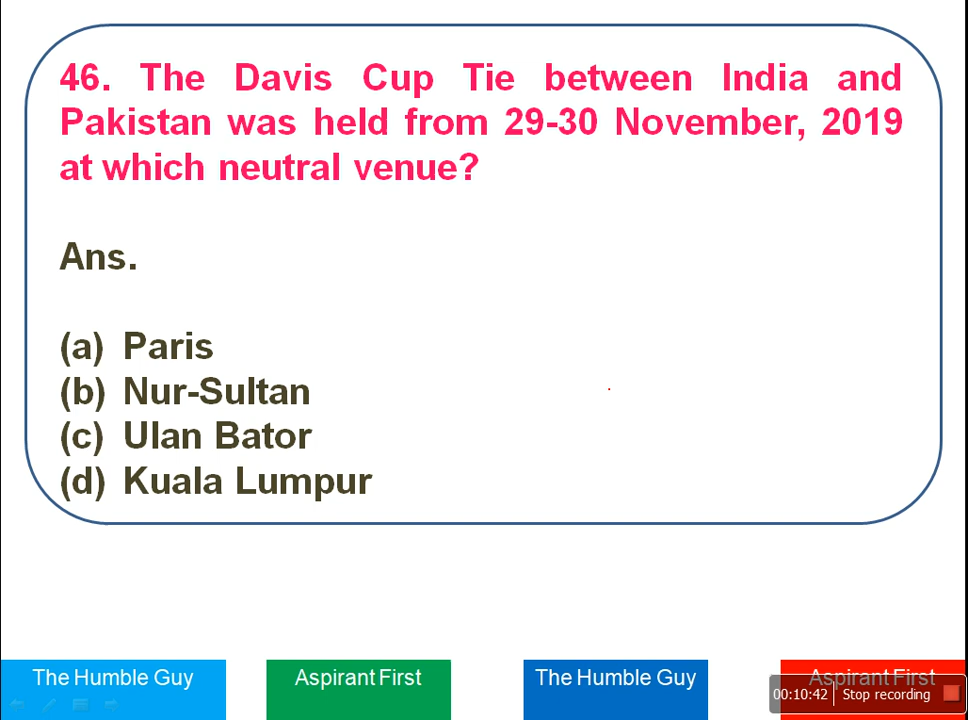 46. The Davis Cup Tie between India and
Pakistan was held from 29-30 November, 2019
at which neutral venue?
Ans.
(a) Paris
(b) Nur-Sultan
(c) Ulan Bator
(d) Kuala Lumpur
The Humble Guy
Aspirant First
The Humble Guy
Aspirant First
00:10:42 Stop recording